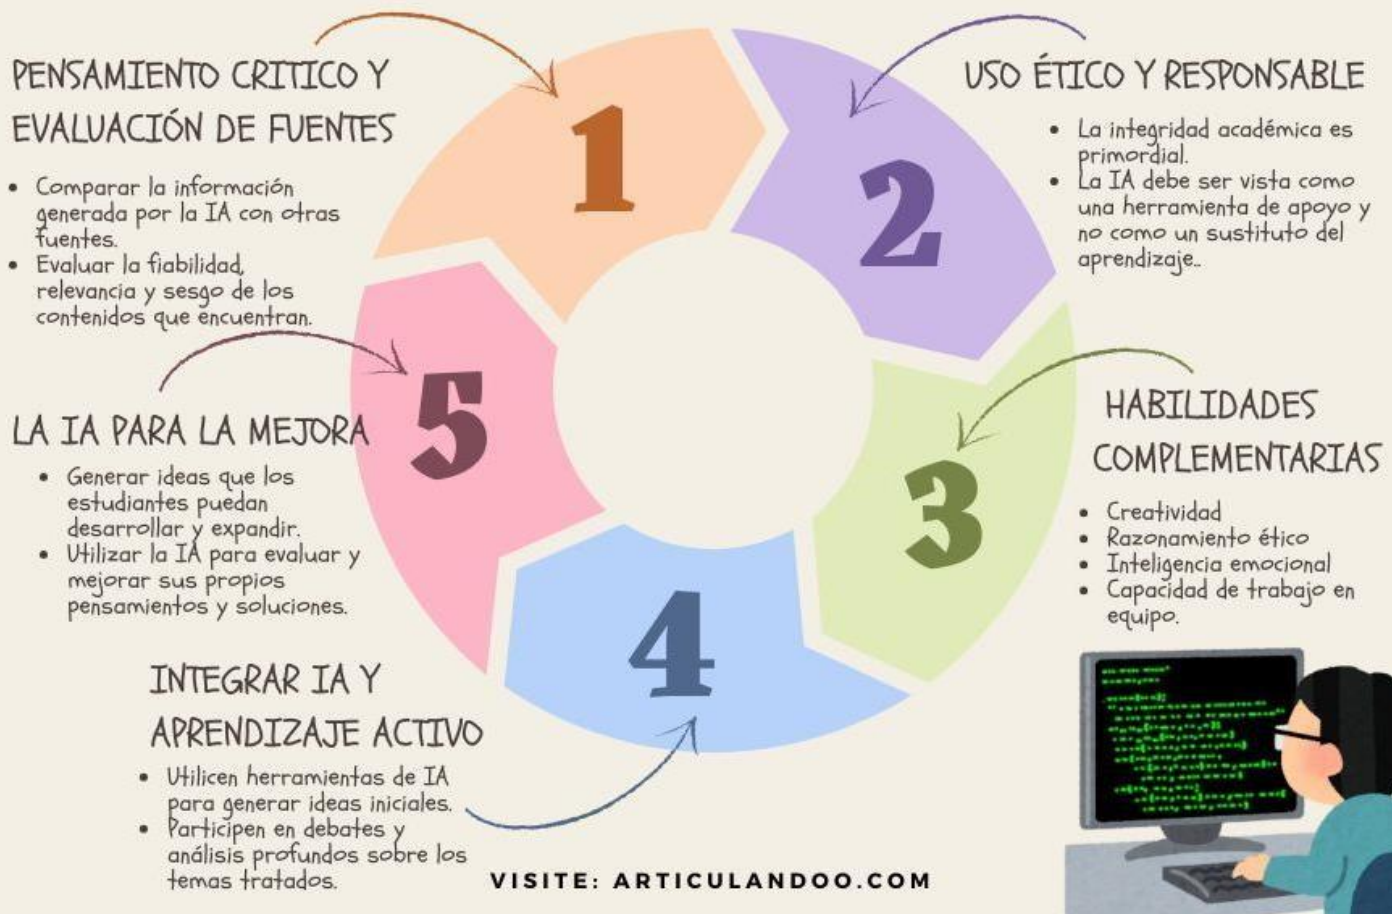 PENSAMIENTO CRITICO Y
EVALUACIÓN DE FUENTES
• Comparar la información
generada por la IA con otras
fuentes.
• Evaluar la fiabilidad,
relevancia y sesgo de los
contenidos que encuentran.
1
USO ÉTICO Y RESPONSABLE
• La integridad académica es
primordial.
• La IA debe ser vista como
una herramienta de apoyo y
no como un sustituto del
aprendizaje..
2
HABILIDADES
COMPLEMENTARIAS
• Creatividad
• Razonamiento ético
• Inteligencia emocional
• Capacidad de trabajo en
equipo.
3
INTEGRAR IA Y
APRENDIZAJE ACTIVO
• Utilicen herramientas de IA
para generar ideas iniciales.
• Participen en debates y
análisis profundos sobre los
temas tratados.
4
LA IA PARA LA MEJORA
• Generar ideas que los
estudiantes puedan
desarrollar y expandir.
• Utilizar la IA para evaluar y
mejorar sus propios
pensamientos y soluciones.
5
VISITE: ARTICULANDOO.COM